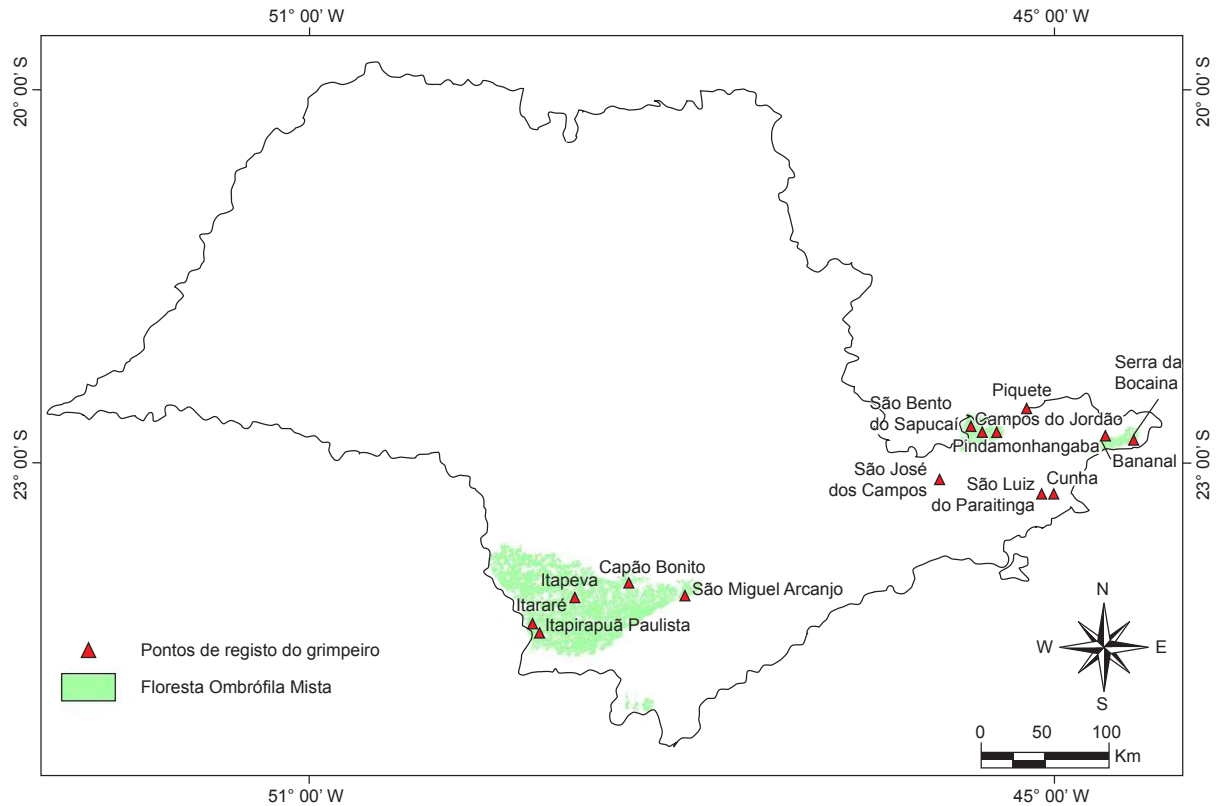 51° 00’ W
45° 00’ W
20° 00’ S
20° 00’ S
Serra da
Bocaina
Piquete
São Bento
do Sapucaí
Campos do Jordão
Pindamonhangaba
Bananal
23° 00’ S
23° 00’ S
São José
dos Campos
São Luiz
do Paraitinga
Cunha
Capão Bonito
Itapeva
São Miguel Arcanjo
Itararé
Itapirapuã Paulista
N
W
E
S
Pontos de registo do grimpeiro
Floresta Ombrófila Mista
0 50 100
Km
51° 00’ W
45° 00’ W